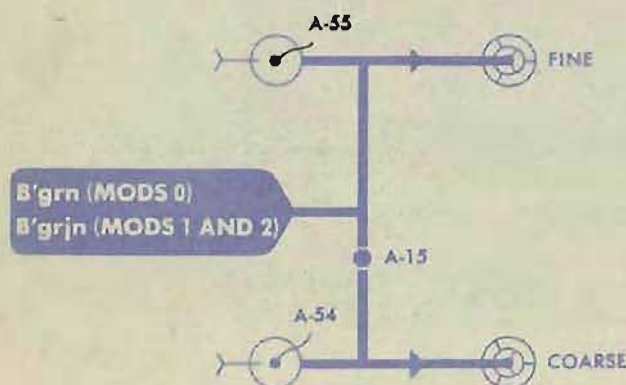 A-55
FINE
B'grn (MODS 0)
B'grjn (MODS 1 AND 2)
A-15
A-54
COARSE